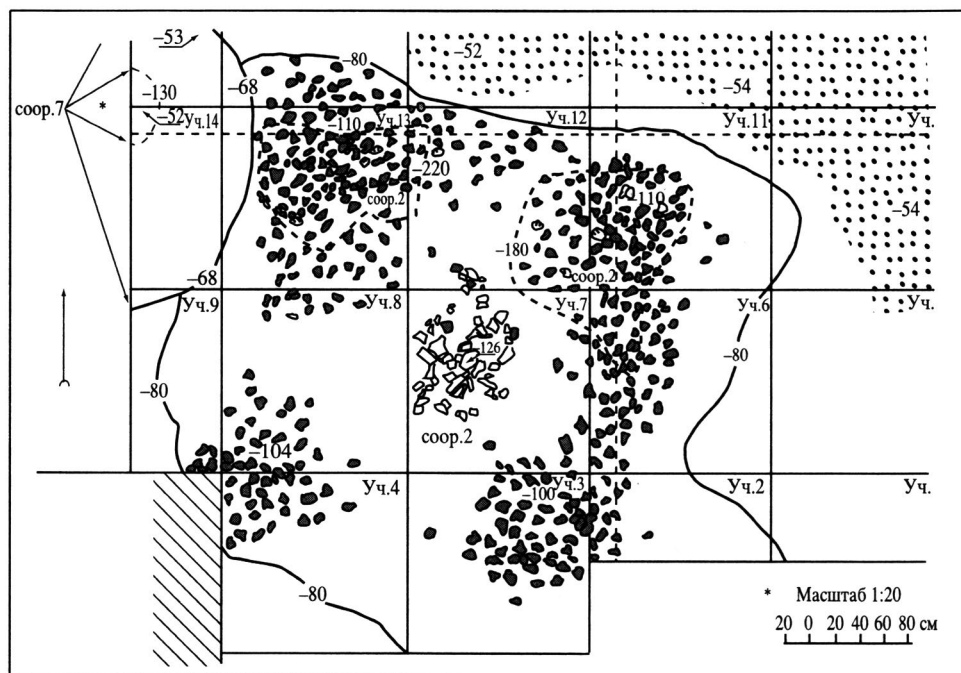 −53
−80
−52
−54
соор.7
*
−130
−68
−52
Уч.14
−110
Уч.13
Уч.12
Уч.11
Уч.
−220
соор.2
−110
−54
−180
соор.2
−68
Уч.9
Уч.8
Уч.7
Уч.6
Уч.
−126
−80
−80
соор.2
−104
Уч.4
Уч.3
Уч.2
Уч.
−100
−80
* Масштаб 1:20
20 0 20 40 60 80 см